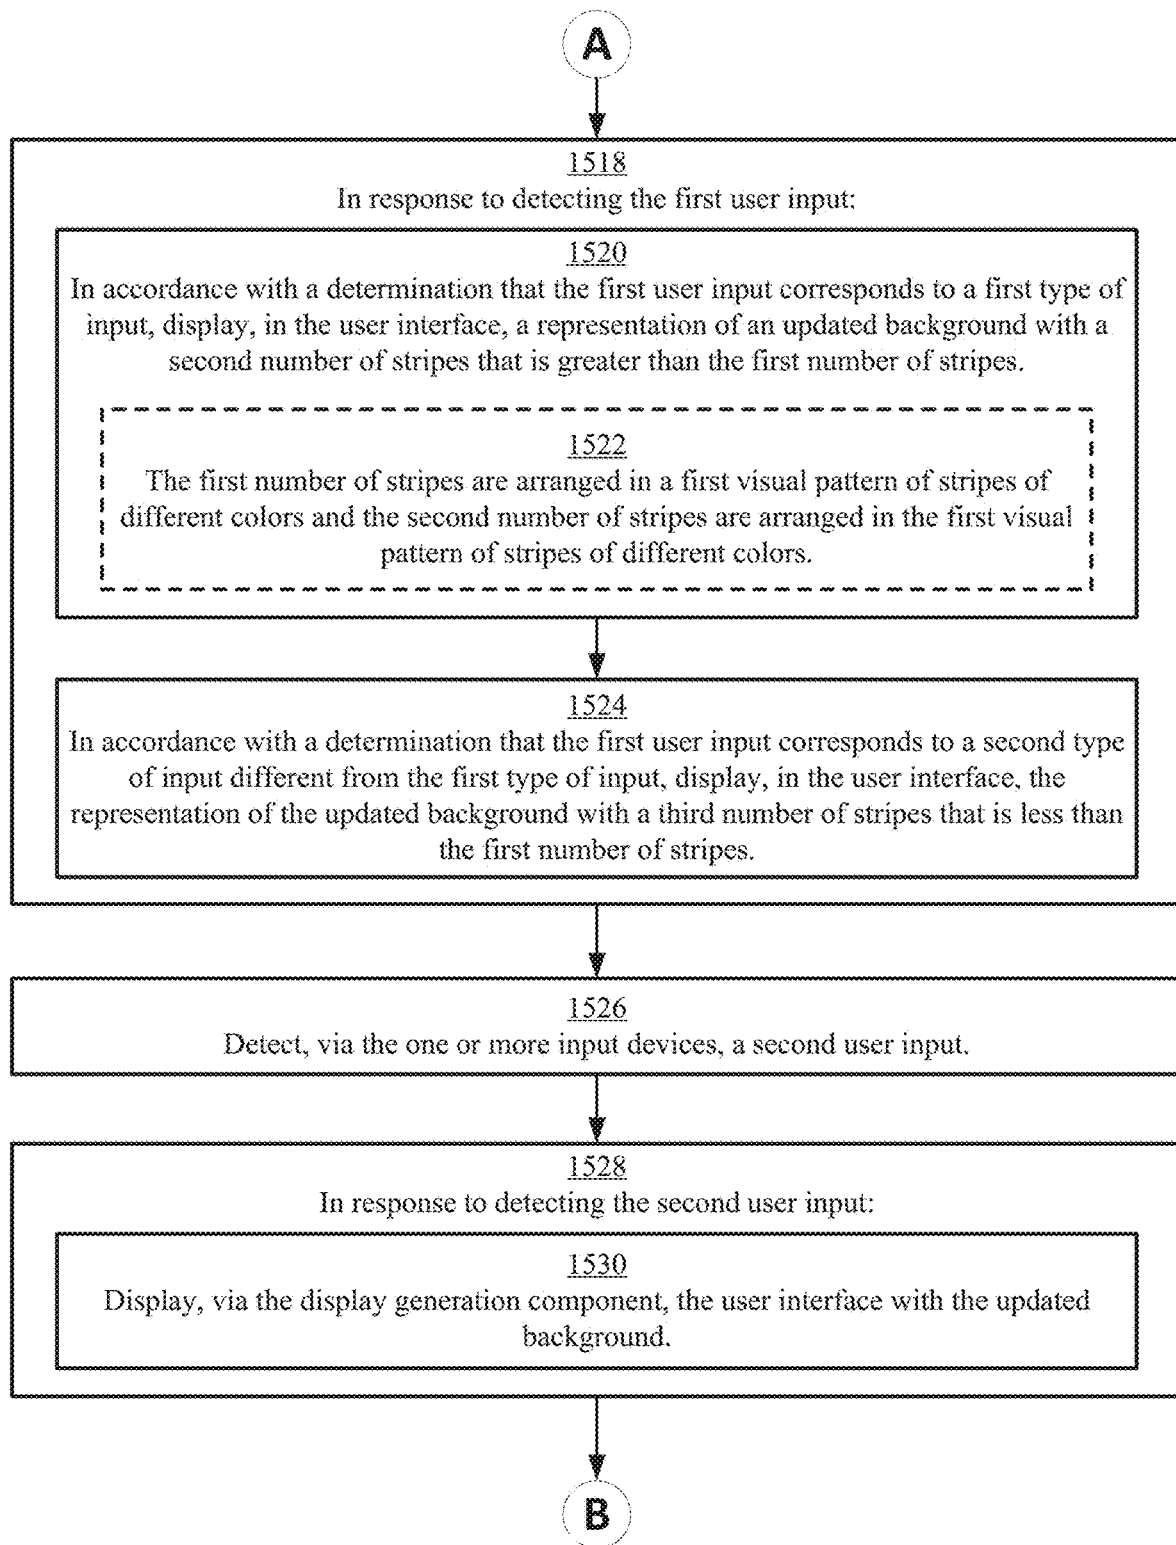 A
1518
In response to detecting the first user input:
1520
In accordance with a determination that the first user input corresponds to a first type of
input, display, in the user interface, a representation of an updated background with a
second number of stripes that is greater than the first number of stripes.
1522
The first number of stripes are arranged in a first visual pattern of stripes of
different colors and the second number of stripes are arranged in the first visual
pattern of stripes of different colors.
1524
In accordance with a determination that the first user input corresponds to a second type
of input different from the first type of input, display, in the user interface, the
representation of the updated background with a third number of stripes that is less than
the first number of stripes.
1526
Detect, via the one or more input devices, a second user input.
1528
In response to detecting the second user input:
1530
Display, via the display generation component, the user interface with the updated
background.
B